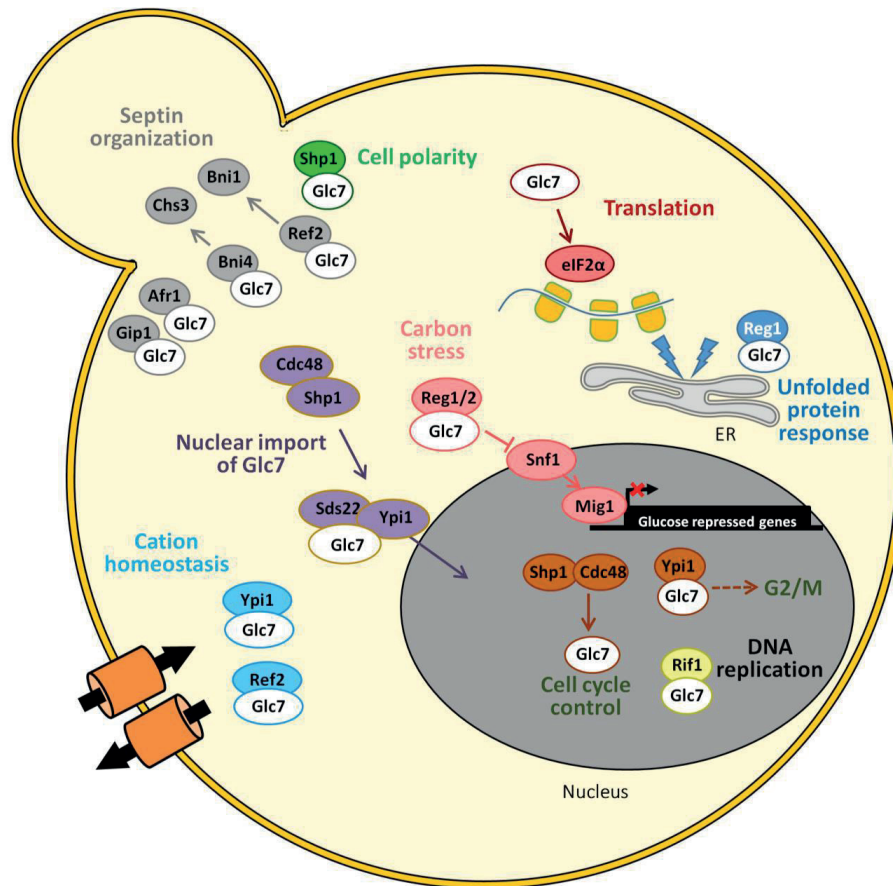 Septin
organization
Shp1
Glc7
Cell polarity
Bni1
Chs3
Ref2
Glc7
Bni4
Glc7
Afr1
Glc7
Gip1
Glc7
Glc7
Translation
eIF2α
Reg1
Glc7
Unfolded
protein
response
ER
Carbon
stress
Reg1/2
Glc7
Cdc48
Shp1
Nuclear import
of Glc7
Sds22
Ypi1
Glc7
Snf1
Mig1
Glucose repressed genes
Cation
homeostasis
Ypi1
Glc7
Ref2
Glc7
Shp1
Cdc48
Glc7
Cell cycle
control
Ypi1
Glc7
G2/M
DNA
replication
Rif1
Glc7
Nucleus